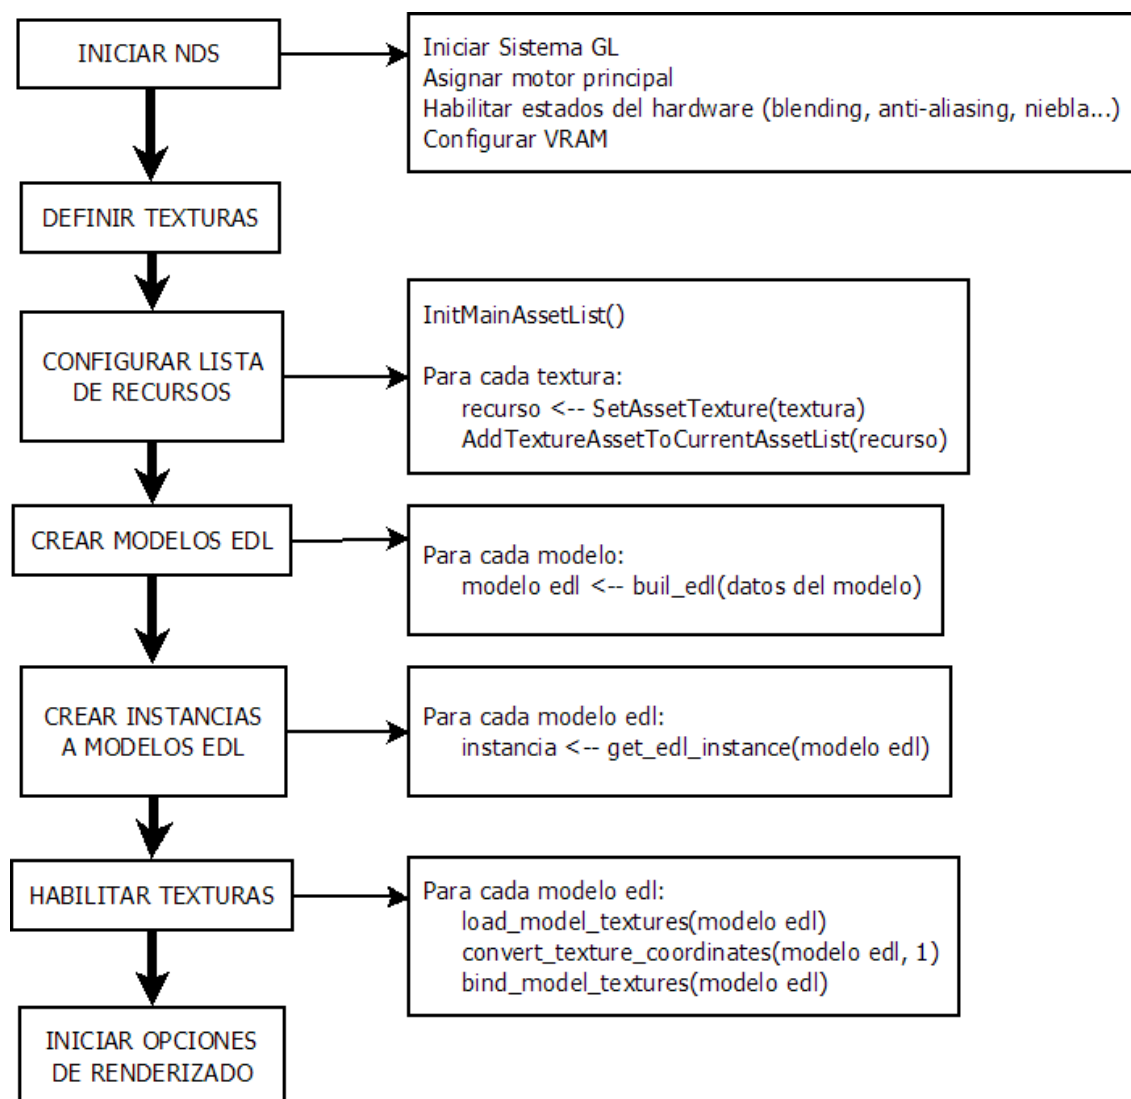 INICIAR NDS
Iniciar Sistema GL
Asignar motor principal
Habilitar estados del hardware (blending, anti-aliasing, niebla...)
Configurar VRAM
DEFINIR TEXTURAS
CONFIGURAR LISTA
DE RECURSOS
InitMainAssetList()
Para cada textura:
recurso <-- SetAssetTexture(textura)
AddTextureAssetToCurrentAssetList(recurso)
CREAR MODELOS EDL
Para cada modelo:
modelo edl <-- buil_edl(datos del modelo)
CREAR INSTANCIAS
A MODELOS EDL
Para cada modelo edl:
instancia <-- get_edl_instance(modelo edl)
HABILITAR TEXTURAS
Para cada modelo edl:
load_model_textures(modelo edl)
convert_texture_coordinates(modelo edl, 1)
bind_model_textures(modelo edl)
INICIAR OPCIONES
DE RENDERIZADO